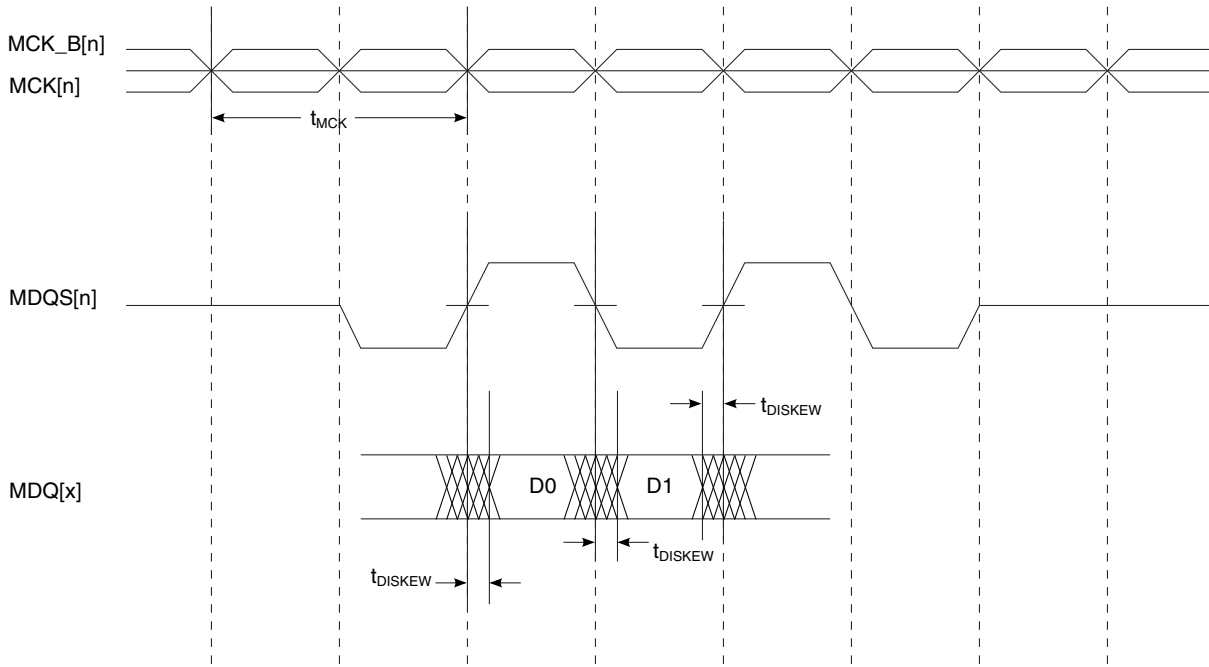 MCK_B[n]
MCK[n]
tMCK
MDQS[n]
tDISKEW
MDQ[x]
D0
D1
tDISKEW
tDISKEW